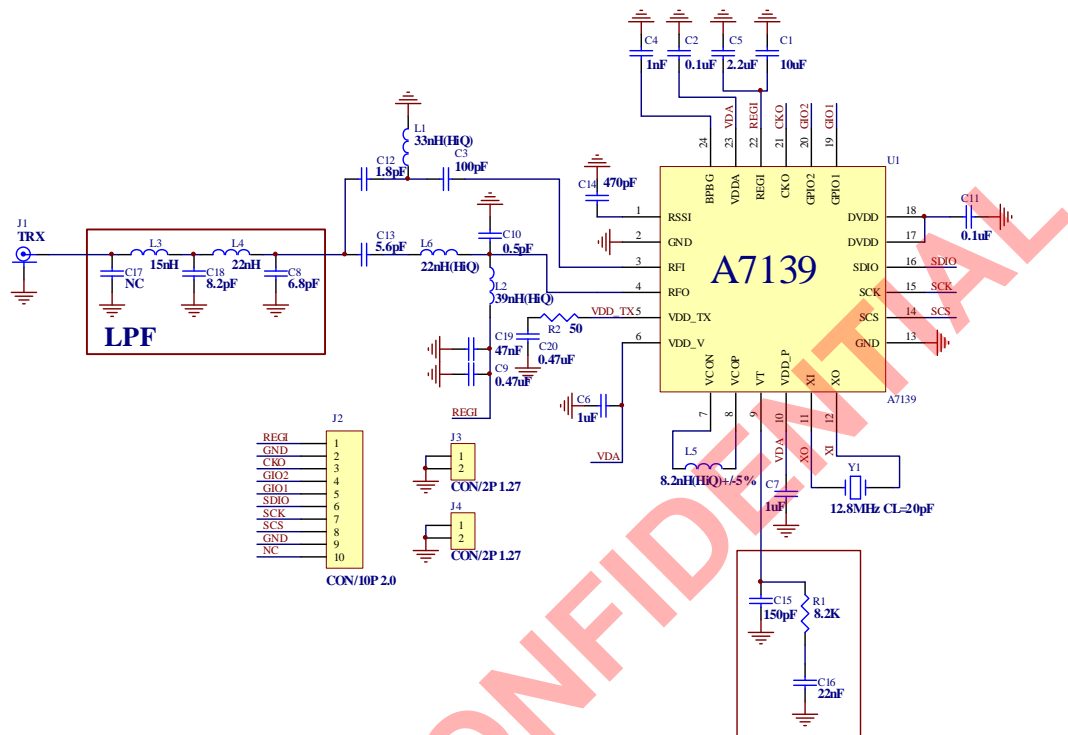 C4
1nF
C2
0.1uF
C5
2.2uF
C1
10uF
VDA
REGI
CKO
GIO2
GIO1
24
23
22
21
20
19
L1
33nH(HiQ)
C12
1.8pF
C3
100pF
C14
470pF
U1
BPBG
VDDA
REGI
CKO
GPIO2
GPIO1
1
RSSI
2
GND
3
RFI
4
RFO
VDD_TX
5
VDD_TX
6
VDD_V
A7139
DVDD
18
DVDD
17
SDIO
16
SDIO
SCK
15
SCK
SCS
14
SCS
GND
13
C11
0.1uF
J1
TRX
L3
15nH
L4
22nH
C17
NC
C18
8.2pF
C8
6.8pF
LPF
C13
5.6pF
L6
22nH(HiQ)
C10
0.5pF
L2
39nH(HiQ)
R2
50
C19
47nF
C20
0.47uF
C9
0.47uF
REGI
C6
1uF
VDA
VCON
VCOP
VT
VDD_P
XI
XO
A7139
7
8
9
10
11
12
VDA
XO
XI
L5
8.2nH(HiQ)+/-5%
C7
1uF
Y1
12.8MHz CL=20pF
J2
REGI
1
GND
2
CKO
3
GIO2
4
GIO1
5
SDIO
6
SCK
7
SCS
8
GND
9
NC
10
CON/10P 2.0
J3
1
2
CON/2P 1.27
J4
1
2
CON/2P 1.27
C15
150pF
R1
8.2K
C16
22nF
ONFIDENTIAL